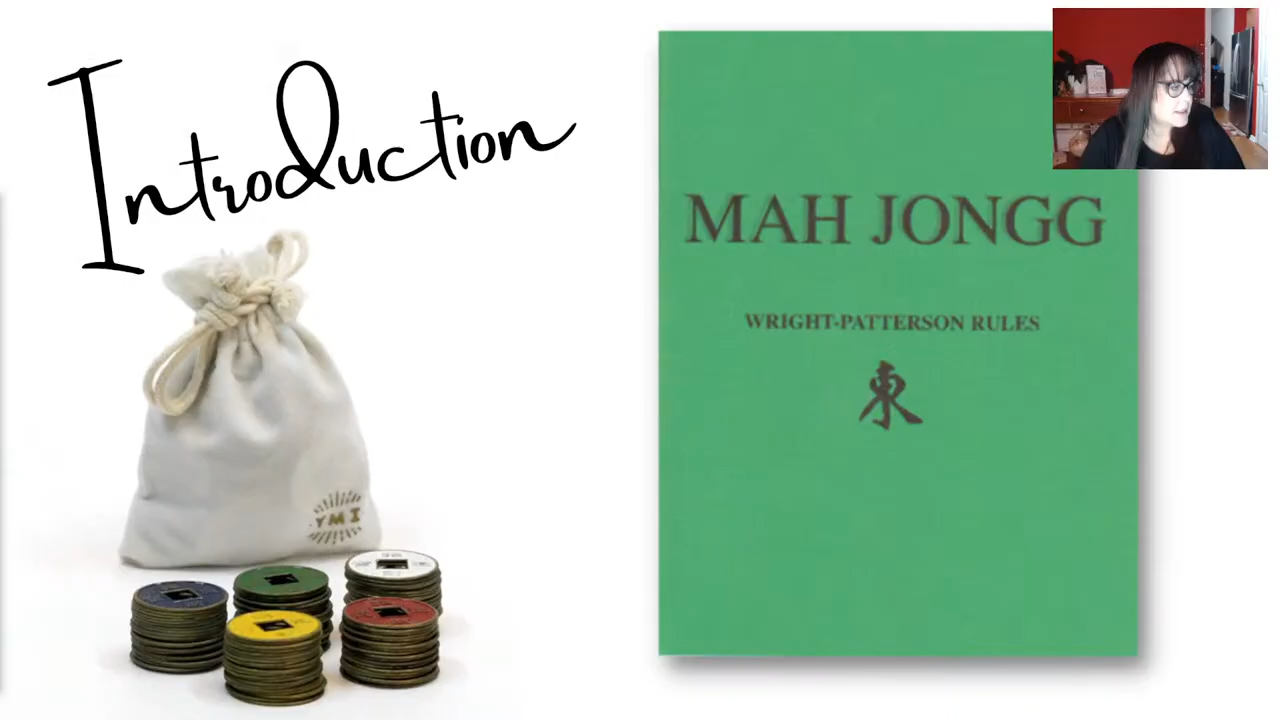 Introduction
MAH JONGG
WRIGHT-PATTERSON RULES
東
YMI